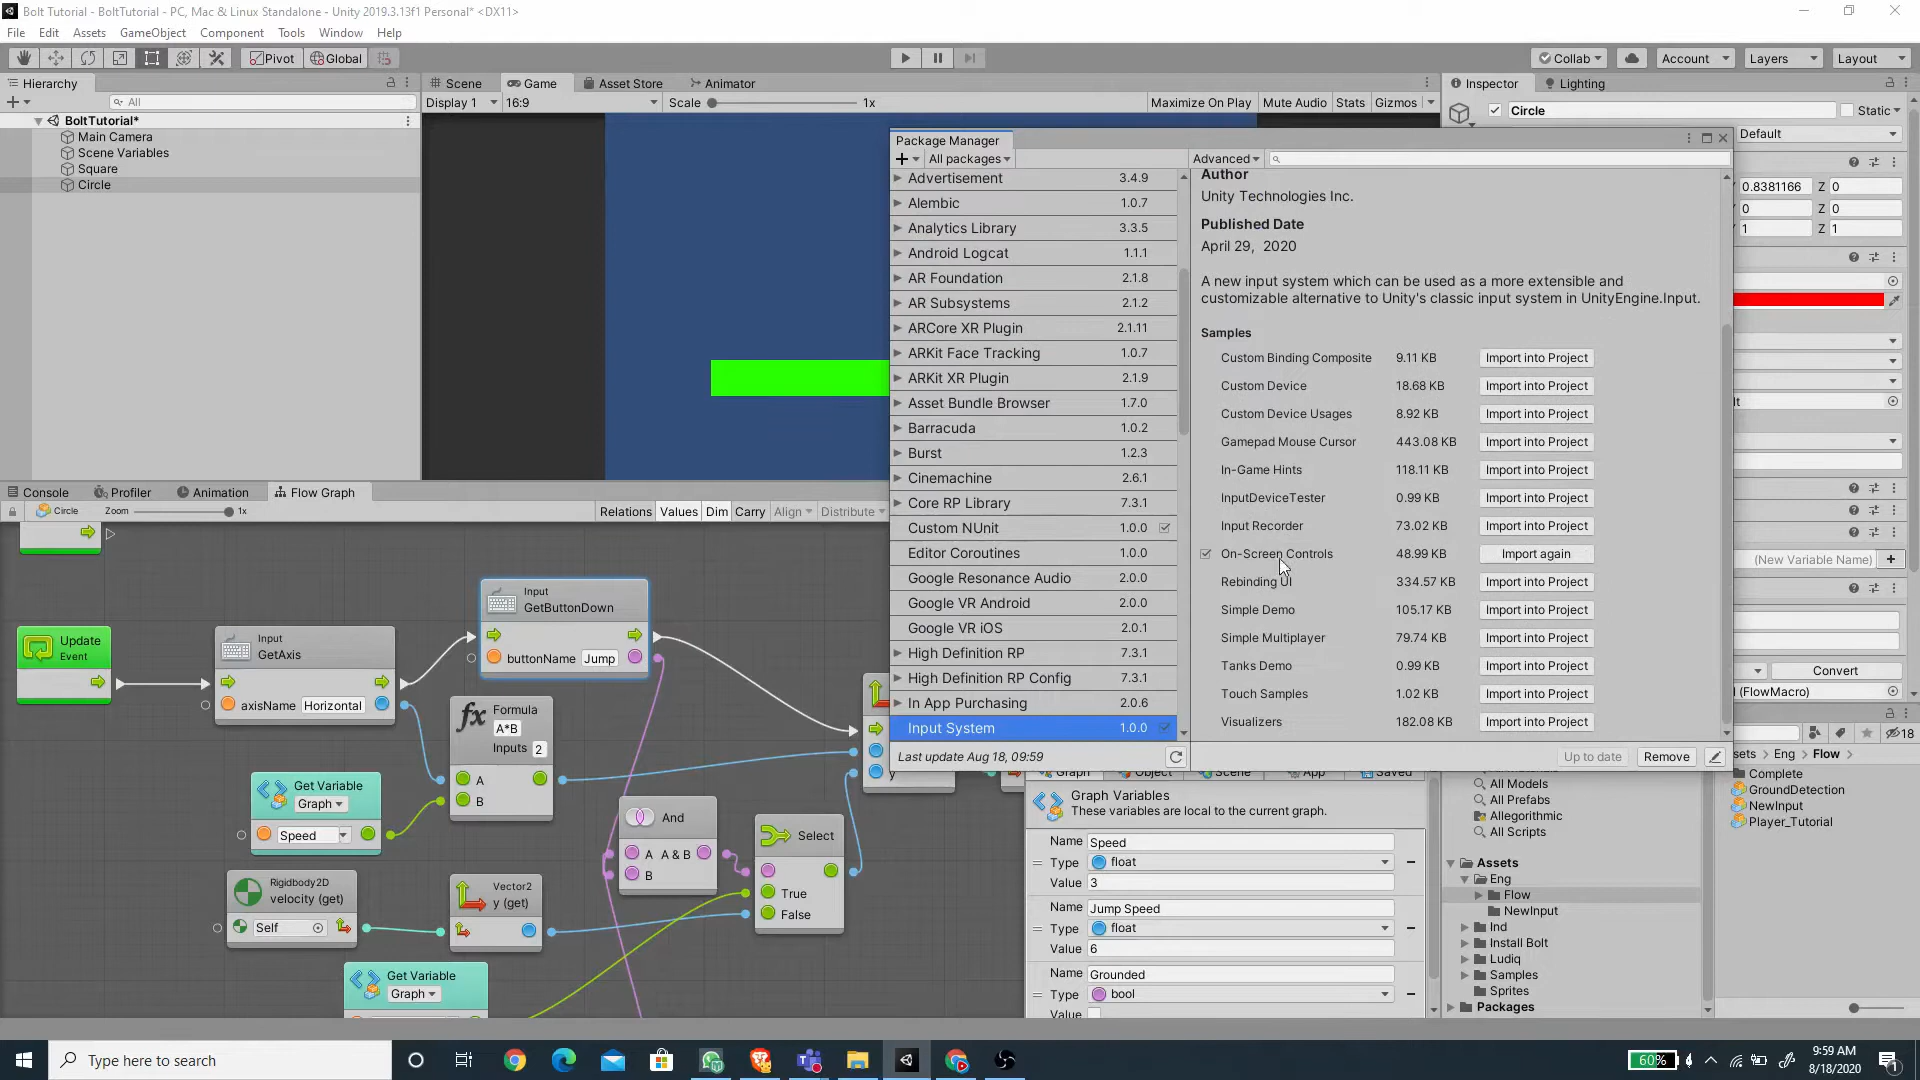 Bolt Tutorial - BoltTutorial - PC, Mac & Linux Standalone - Unity 2019.3.13f1 Personal* <DX11>
File Edit Assets GameObject Component Tools Window Help
Pivot Global Collab Account Layers Layout
Hierarchy Scene Game Asset Store Animator Inspector Lighting
All Display 1 16:9 Scale 1x Maximize On Play Mute Audio Stats Gizmos Circle Static
BoltTutorial*
Main Camera
Scene Variables
Square
Circle
Default
0.8381166 Z 0
0 Z 0
1 Z 1
Package Manager
All packages Advanced
Advertisement 3.4.9
Alembic 1.0.7
Analytics Library 3.3.5
Android Logcat 1.1.1
AR Foundation 2.1.8
AR Subsystems 2.1.2
ARCore XR Plugin 2.1.11
ARKit Face Tracking 1.0.7
ARKit XR Plugin 2.1.9
Asset Bundle Browser 1.7.0
Barracuda 1.0.2
Burst 1.2.3
Cinemachine 2.6.1
Core RP Library 7.3.1
Custom NUnit 1.0.0
Editor Coroutines 1.0.0
Google Resonance Audio 2.0.0
Google VR Android 2.0.0
Google VR iOS 2.0.1
High Definition RP 7.3.1
High Definition RP Config 7.3.1
In App Purchasing 2.0.6
Input System 1.0.0
Last update Aug 18, 09:59
Author
Unity Technologies Inc.
Published Date
April 29, 2020
A new input system which can be used as a more extensible and
customizable alternative to Unity's classic input system in UnityEngine.Input.
Samples
Custom Binding Composite 9.11 KB Import into Project
Custom Device 18.68 KB Import into Project
Custom Device Usages 8.92 KB Import into Project
Gamepad Mouse Cursor 443.08 KB Import into Project
In-Game Hints 118.11 KB Import into Project
InputDeviceTester 0.99 KB Import into Project
Input Recorder 73.02 KB Import into Project
On-Screen Controls 48.99 KB Import again
Rebinding UI 334.57 KB Import into Project
Simple Demo 105.17 KB Import into Project
Simple Multiplayer 79.74 KB Import into Project
Tanks Demo 0.99 KB Import into Project
Touch Samples 1.02 KB Import into Project
Visualizers 182.08 KB Import into Project
Up to date Remove
(New Variable Name)
Convert
(FlowMacro)
Console Profiler Animation Flow Graph
Circle Zoom 1x Relations Values Dim Carry Align Distribute
Update
Event
Input
GetAxis
axisName Horizontal
Input
GetButtonDown
buttonName Jump
Formula
A*B
Inputs 2
A
B
Get Variable
Graph
Speed
And
A A & B
B
Select
True
False
y
Rigidbody2D
velocity (get)
Self
Vector2
y (get)
Get Variable
Graph
Graph Object Scene App Saved
Graph Variables
These variables are local to the current graph.
Name Speed
Type float
Value 3
Name Jump Speed
Type float
Value 6
Name Grounded
Type bool
Value
All Models
All Prefabs
Allegorithmic
All Scripts
Assets
Eng
Flow
NewInput
Ind
Install Bolt
Ludiq
Samples
Sprites
Packages
18
Eng Flow
Complete
GroundDetection
NewInput
Player_Tutorial
Type here to search
60%
9:59 AM
8/18/2020
1